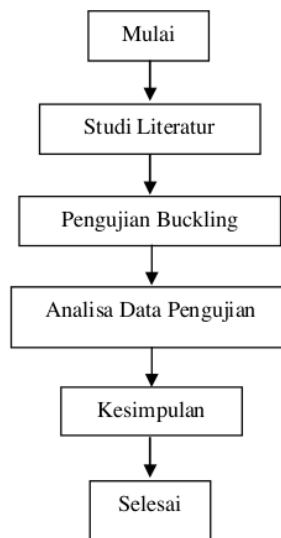 Mulai
Studi Literatur
Pengujian Buckling
Analisa Data Pengujian
Kesimpulan
Selesai